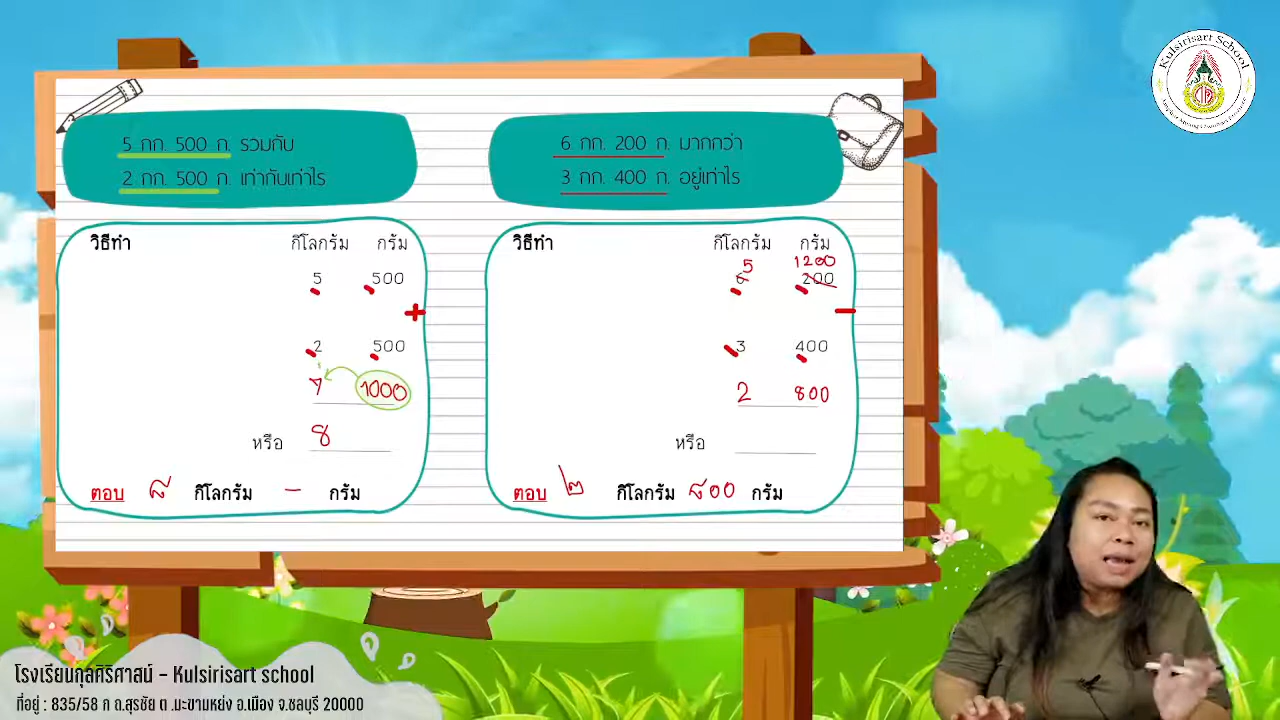 Kulsirisart School
5 กก. 500 ก. รวมกับ
2 กก. 500 ก. เท่ากับเท่าไร
วิธีทำ กิโลกรัม กรัม
5 500
+
2 500
7 1000
หรือ 8
ตอบ ๘ กิโลกรัม - กรัม
6 กก. 200 ก. มากกว่า
3 กก. 400 ก. อยู่เท่าไร
วิธีทำ กิโลกรัม กรัม
5 1200
6 200
-
3 400
2 800
หรือ
ตอบ ๒ กิโลกรัม ๘00 กรัม
โรงเรียนกุลศิริศาสน์ - Kulsirisart school
ที่อยู่ : 835/58 ก ถ.สุรชัย ต .มะขามหย่ง อ.เมือง จ.ชลบุรี 20000